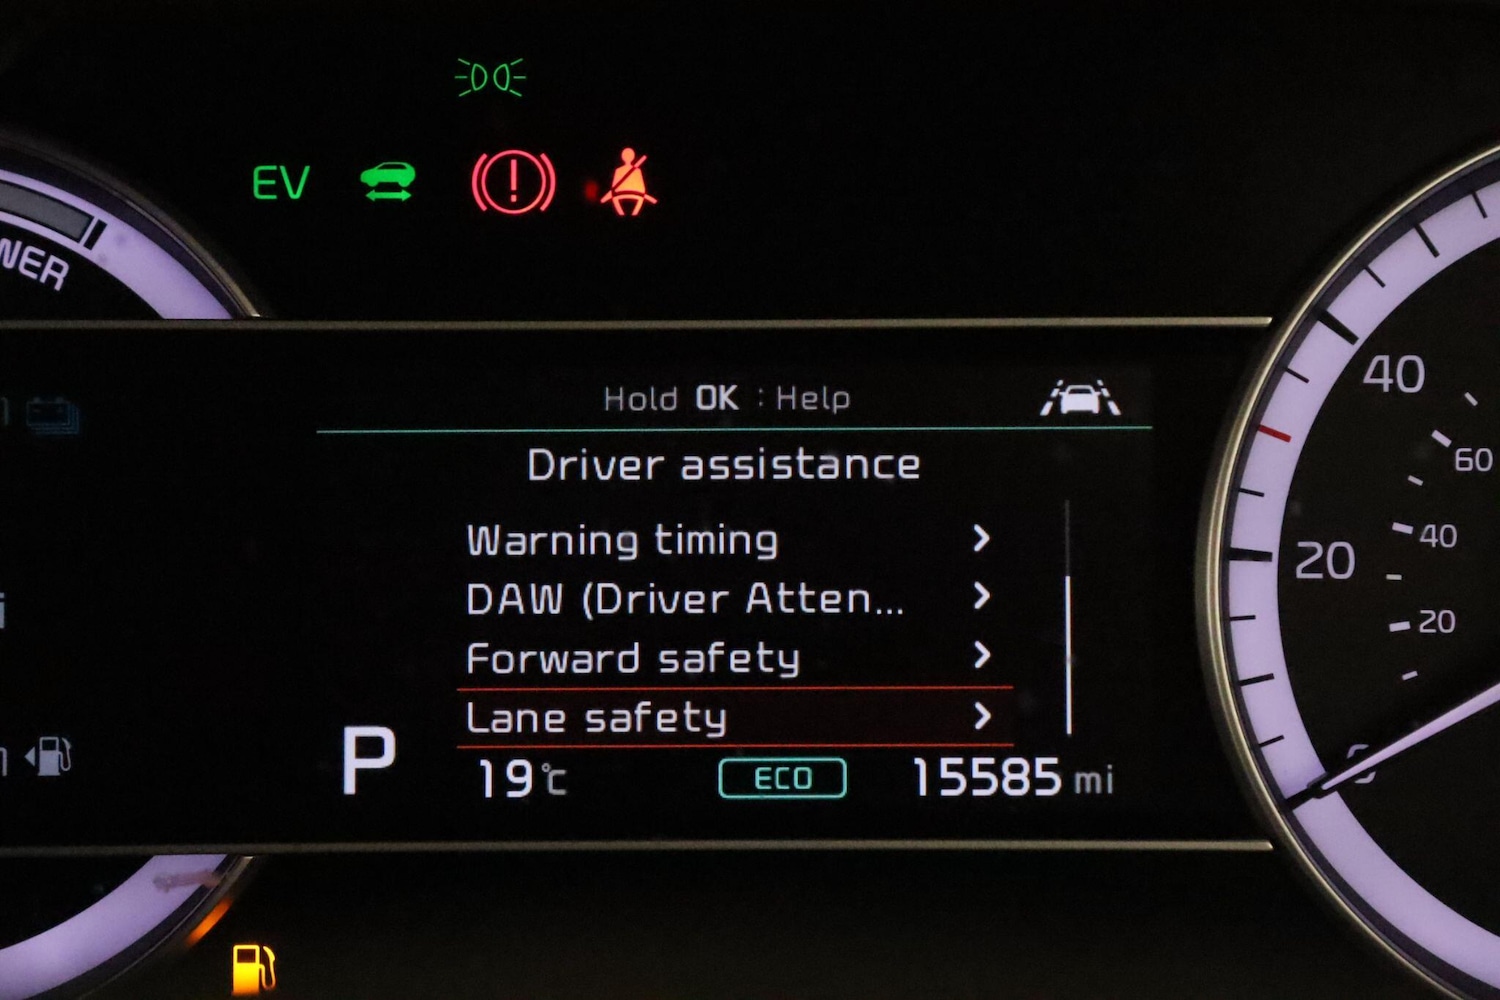 EV
Hold OK : Help
Driver assistance
Warning timing
DAW (Driver Atten...
Forward safety
Lane safety
P
19℃
ECO
15585 mi
40
20
0
60
40
20